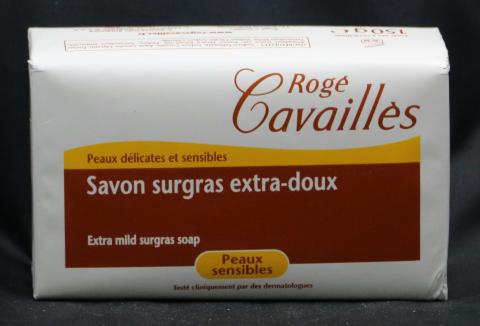 150g e
Rogé
Cavaillès
Peaux délicates et sensibles
Savon surgras extra-doux
Extra mild surgras soap
Peaux
sensibles
Testé cliniquement par des dermatologues